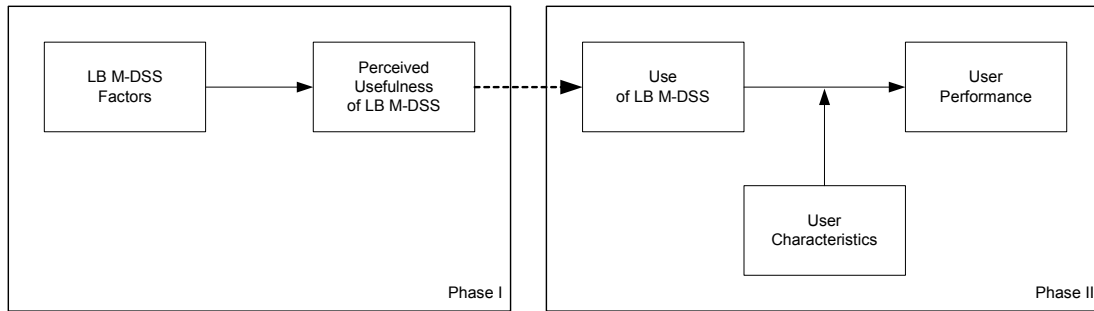 LB M-DSS
Factors
Perceived
Usefulness
of LB M-DSS
Phase I
Use
of LB M-DSS
User
Performance
User
Characteristics
Phase II